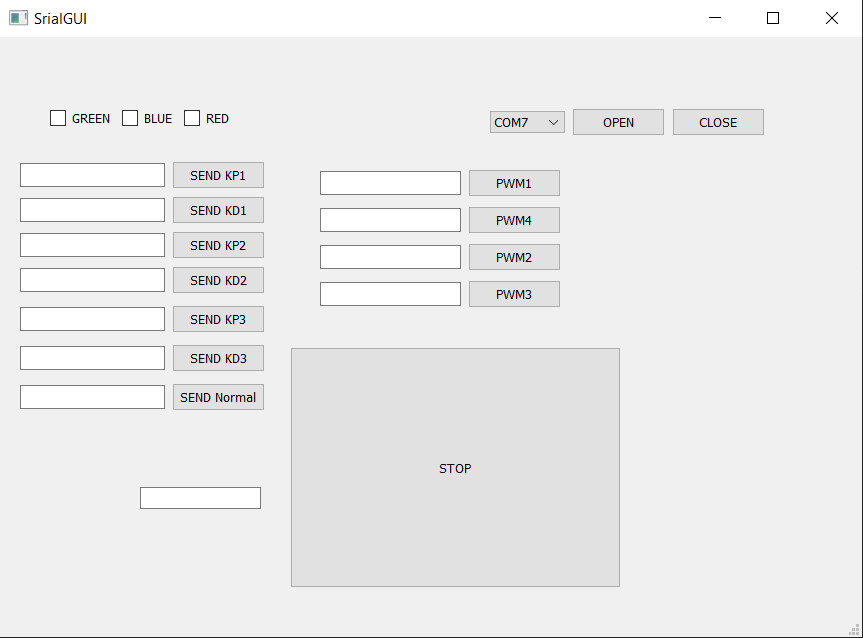 SrialGUI
GREEN BLUE RED
COM7 OPEN CLOSE
SEND KP1
SEND KD1
SEND KP2
SEND KD2
SEND KP3
SEND KD3
SEND Normal
PWM1
PWM4
PWM2
PWM3
STOP